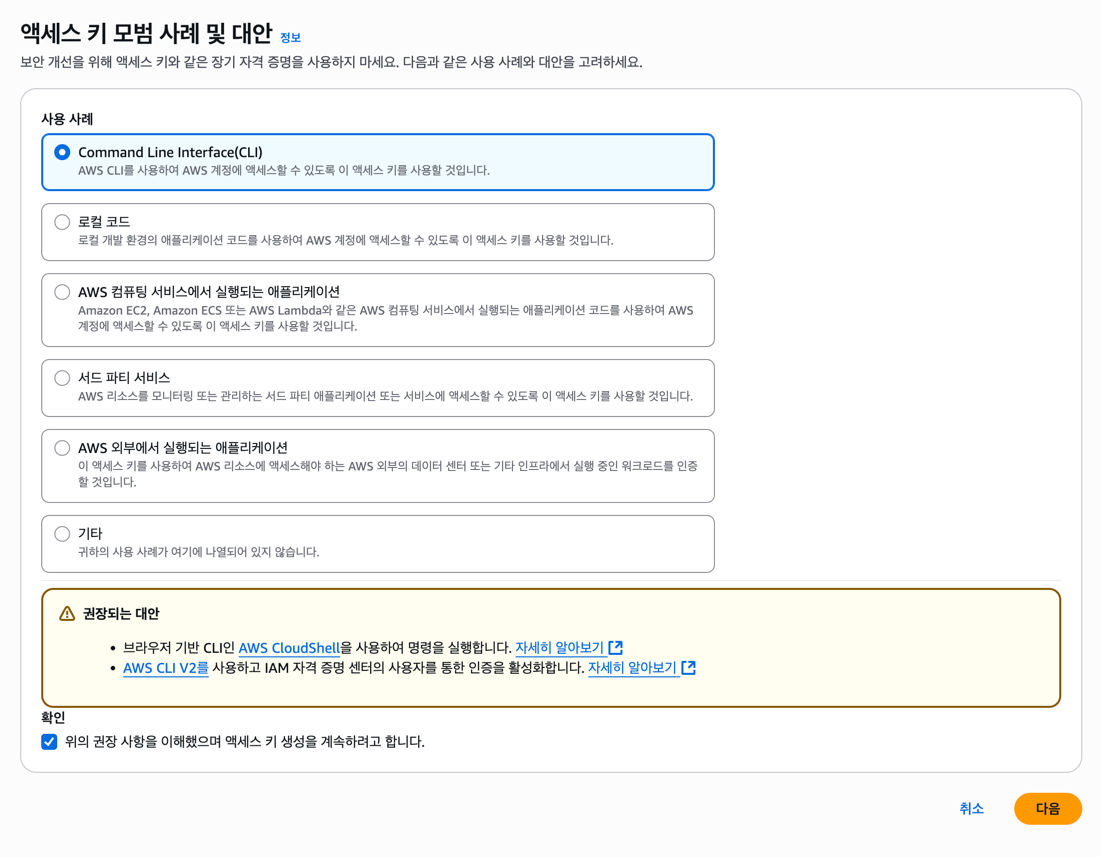 액세스 키 모범 사례 및 대안 정보
보안 개선을 위해 액세스 키와 같은 장기 자격 증명을 사용하지 마세요. 다음과 같은 사용 사례와 대안을 고려하세요.
사용 사례
Command Line Interface(CLI)
AWS CLI를 사용하여 AWS 계정에 액세스할 수 있도록 이 액세스 키를 사용할 것입니다.
로컬 코드
로컬 개발 환경의 애플리케이션 코드를 사용하여 AWS 계정에 액세스할 수 있도록 이 액세스 키를 사용할 것입니다.
AWS 컴퓨팅 서비스에서 실행되는 애플리케이션
Amazon EC2, Amazon ECS 또는 AWS Lambda와 같은 AWS 컴퓨팅 서비스에서 실행되는 애플리케이션 코드를 사용하여 AWS
계정에 액세스할 수 있도록 이 액세스 키를 사용할 것입니다.
서드 파티 서비스
AWS 리소스를 모니터링 또는 관리하는 서드 파티 애플리케이션 또는 서비스에 액세스할 수 있도록 이 액세스 키를 사용할 것입니다.
AWS 외부에서 실행되는 애플리케이션
이 액세스 키를 사용하여 AWS 리소스에 액세스해야 하는 AWS 외부의 데이터 센터 또는 기타 인프라에서 실행 중인 워크로드를 인증
할 것입니다.
기타
귀하의 사용 사례가 여기에 나열되어 있지 않습니다.
권장되는 대안
• 브라우저 기반 CLI인 AWS CloudShell을 사용하여 명령을 실행합니다. 자세히 알아보기
• AWS CLI V2를 사용하고 IAM 자격 증명 센터의 사용자를 통한 인증을 활성화합니다. 자세히 알아보기
확인
위의 권장 사항을 이해했으며 액세스 키 생성을 계속하려고 합니다.
취소 다음